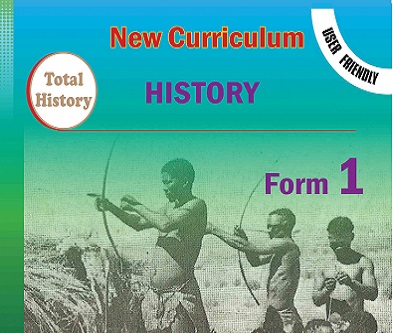 New Curriculum
USER FRIENDLY
Total
History
HISTORY
Form 1